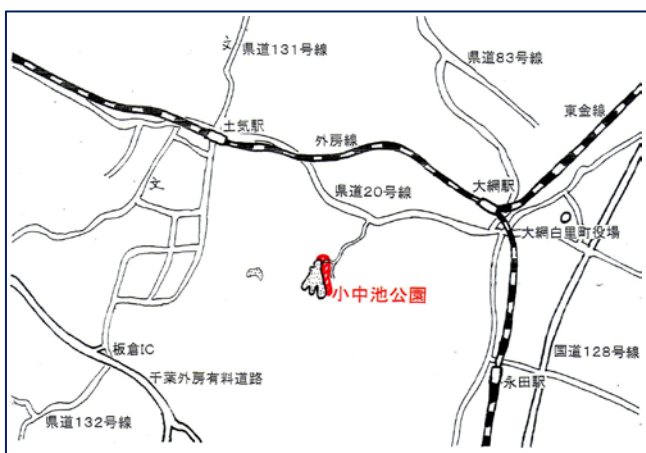 県道131号線
県道83号線
東金線
土気駅
外房線
大網駅
県道20号線
大網白里町役場
小中池公園
板倉IC
国道128号線
千葉外房有料道路
永田駅
県道132号線
文
文